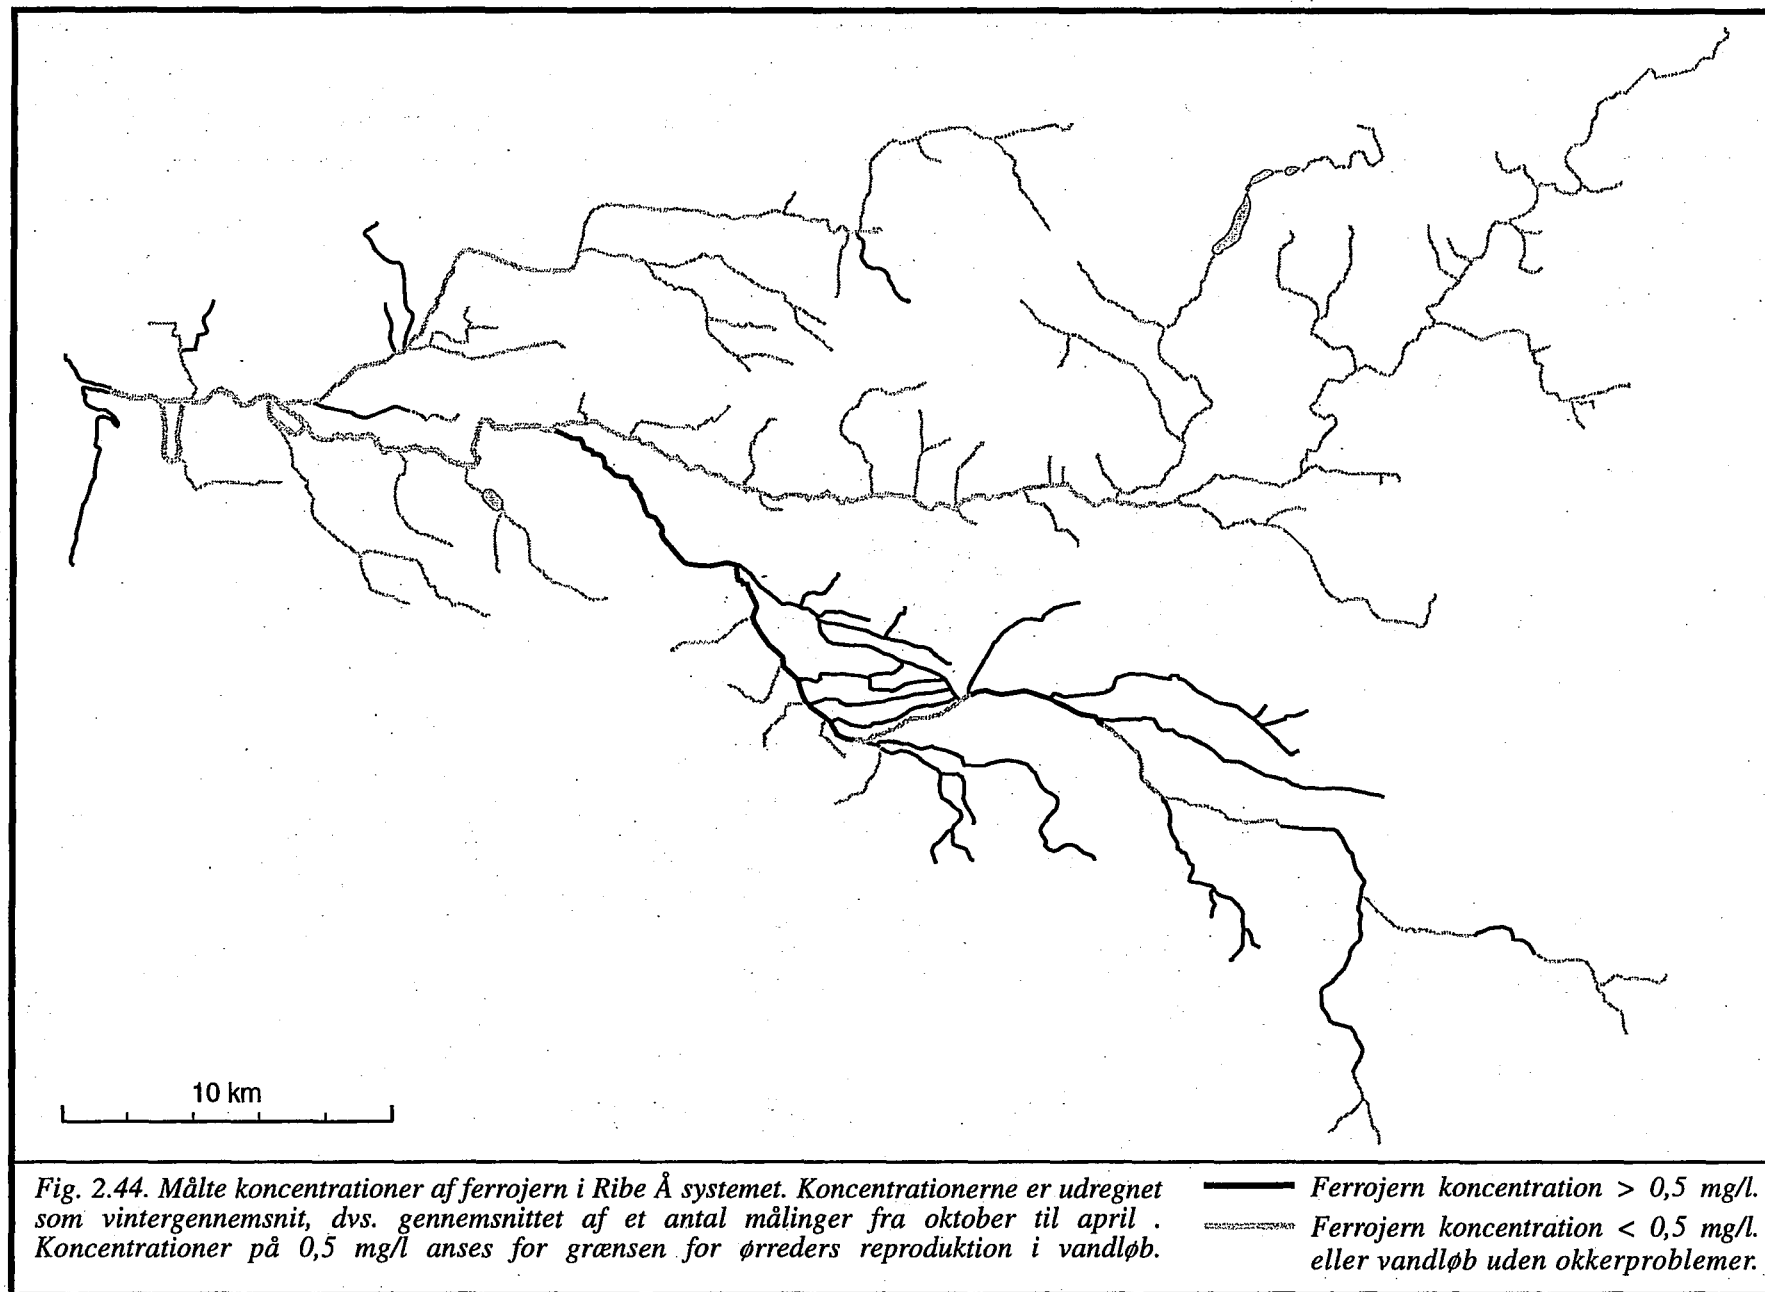 10 km
Fig. 2.44. Målte koncentrationer af ferrojern i Ribe Å systemet. Koncentrationerne er udregnet
som vintergennemsnit, dvs. gennemsnittet af et antal målinger fra oktober til april .
Koncentrationer på 0,5 mg/l anses for grænsen for ørreders reproduktion i vandløb.
Ferrojern koncentration > 0,5 mg/l.
Ferrojern koncentration < 0,5 mg/l.
eller vandløb uden okkerproblemer.